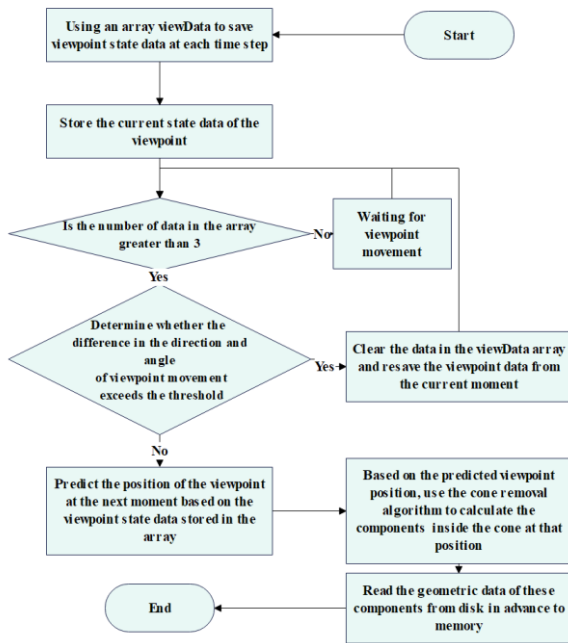 Using an array viewData to save
viewpoint state data at each time step
Start
Store the current state data of the
viewpoint
Is the number of data in the array
greater than 3
No
Waiting for
viewpoint
movement
Yes
Determine whether the
difference in the direction and
angle
of viewpoint movement
exceeds the threshold
Yes
Clear the data in the viewData array
and resave the viewpoint data from
the current moment
No
Predict the position of the viewpoint
at the next moment based on the
viewpoint state data stored in the
array
Based on the predicted viewpoint
position, use the cone removal
algorithm to calculate the
components inside the cone at that
position
Read the geometric data of these
components from disk in advance to
memory
End